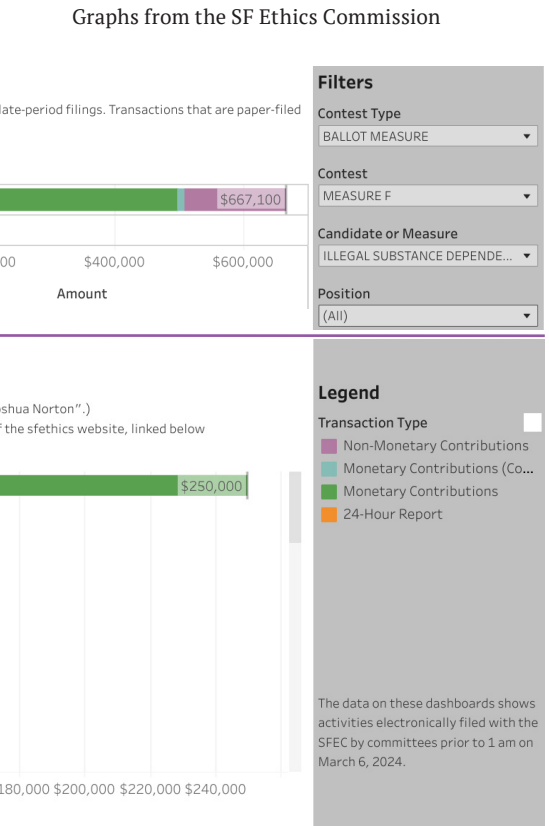 Graphs from the SF Ethics Commission
Filters
late-period filings. Transactions that are paper-filed
Contest Type
BALLOT MEASURE
Contest
MEASURE F
$667,100
Candidate or Measure
ILLEGAL SUBSTANCE DEPENDE...
00 $400,000 $600,000
Amount
Position
(All)
Legend
oshua Norton”.)
f the sfethics website, linked below
Transaction Type
Non-Monetary Contributions
Monetary Contributions (Co...
Monetary Contributions
24-Hour Report
$250,000
The data on these dashboards shows
activities electronically filed with the
SFEC by committees prior to 1 am on
March 6, 2024.
180,000 $200,000 $220,000 $240,000